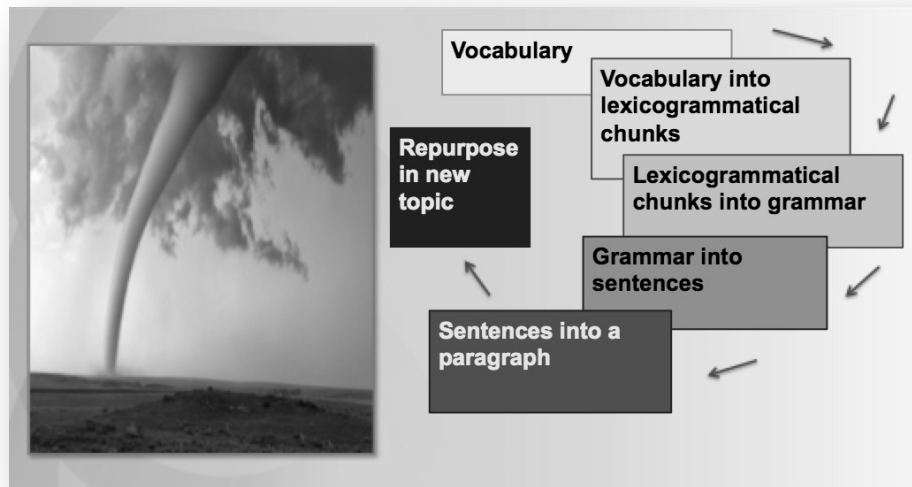 Vocabulary
Vocabulary into
lexicogrammatical
chunks
Lexicogrammatical
chunks into grammar
Grammar into
sentences
Sentences into a
paragraph
Repurpose
in new
topic